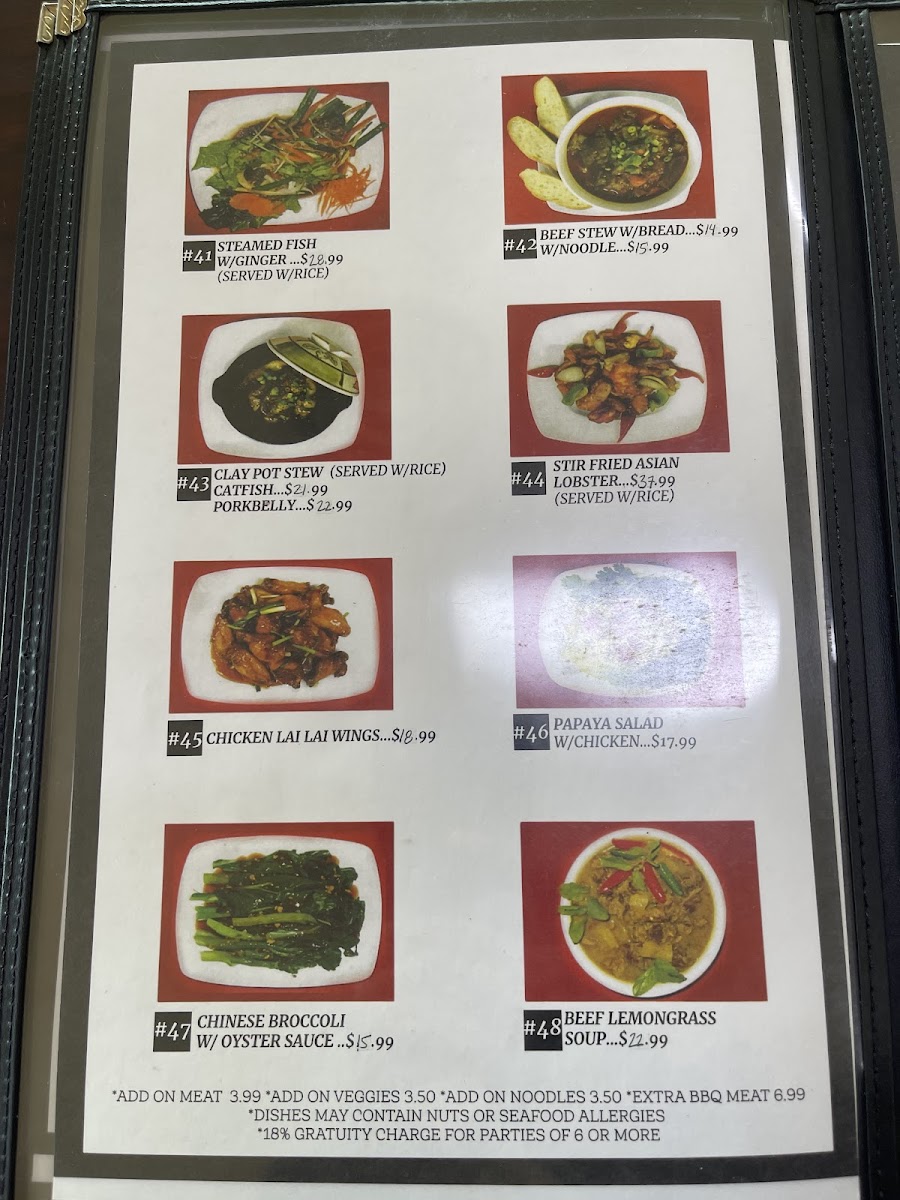 #41 STEAMED FISH
W/GINGER ...$28.99
(SERVED W/RICE)
#42 BEEF STEW W/BREAD...$14.99
W/NOODLE...$15.99
#43 CLAY POT STEW (SERVED W/RICE)
CATFISH...$21.99
PORKBELLY...$22.99
#44 STIR FRIED ASIAN
LOBSTER...$37.99
(SERVED W/RICE)
#45 CHICKEN LAI LAI WINGS...$18.99
#46 PAPAYA SALAD
W/CHICKEN...$17.99
#47 CHINESE BROCCOLI
W/ OYSTER SAUCE ..$15.99
#48 BEEF LEMONGRASS
SOUP...$22.99
*ADD ON MEAT 3.99 *ADD ON VEGGIES 3.50 *ADD ON NOODLES 3.50 *EXTRA BBQ MEAT 6.99
*DISHES MAY CONTAIN NUTS OR SEAFOOD ALLERGIES
*18% GRATUITY CHARGE FOR PARTIES OF 6 OR MORE